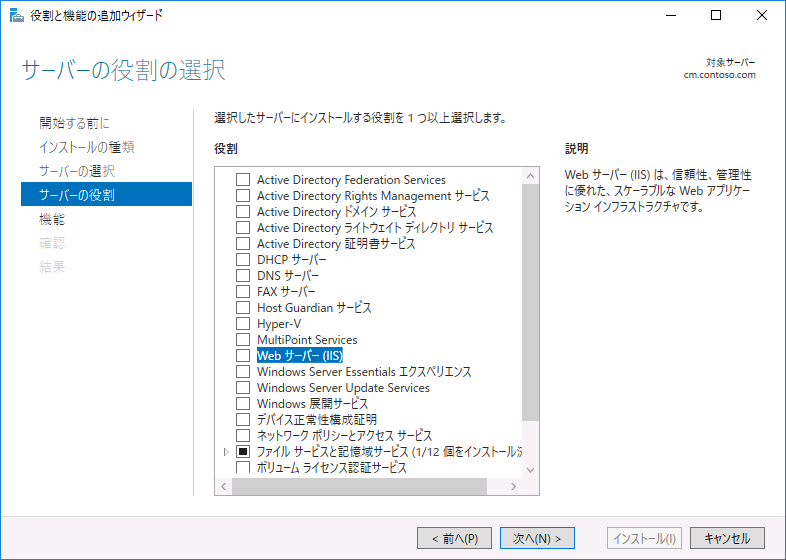 役割と機能の追加ウィザード
サーバーの役割の選択
対象サーバー
cm.contoso.com
開始する前に
インストールの種類
サーバーの選択
サーバーの役割
機能
確認
結果
選択したサーバーにインストールする役割を 1 つ以上選択します。
役割
Active Directory Federation Services
Active Directory Rights Management サービス
Active Directory ドメイン サービス
Active Directory ライトウェイト ディレクトリ サービス
Active Directory 証明書サービス
DHCP サーバー
DNS サーバー
FAX サーバー
Host Guardian サービス
Hyper-V
MultiPoint Services
Web サーバー (IIS)
Windows Server Essentials エクスペリエンス
Windows Server Update Services
Windows 展開サービス
デバイス正常性構成証明
ネットワーク ポリシーとアクセス サービス
ファイル サービスと記憶域サービス (1/12 個をインストール済
ボリューム ライセンス認証サービス
説明
Web サーバー (IIS) は、信頼性、管理性
に優れた、スケーラブルな Web アプリケー
ション インフラストラクチャです。
< 前へ(P)
次へ(N) >
インストール(I)
キャンセル